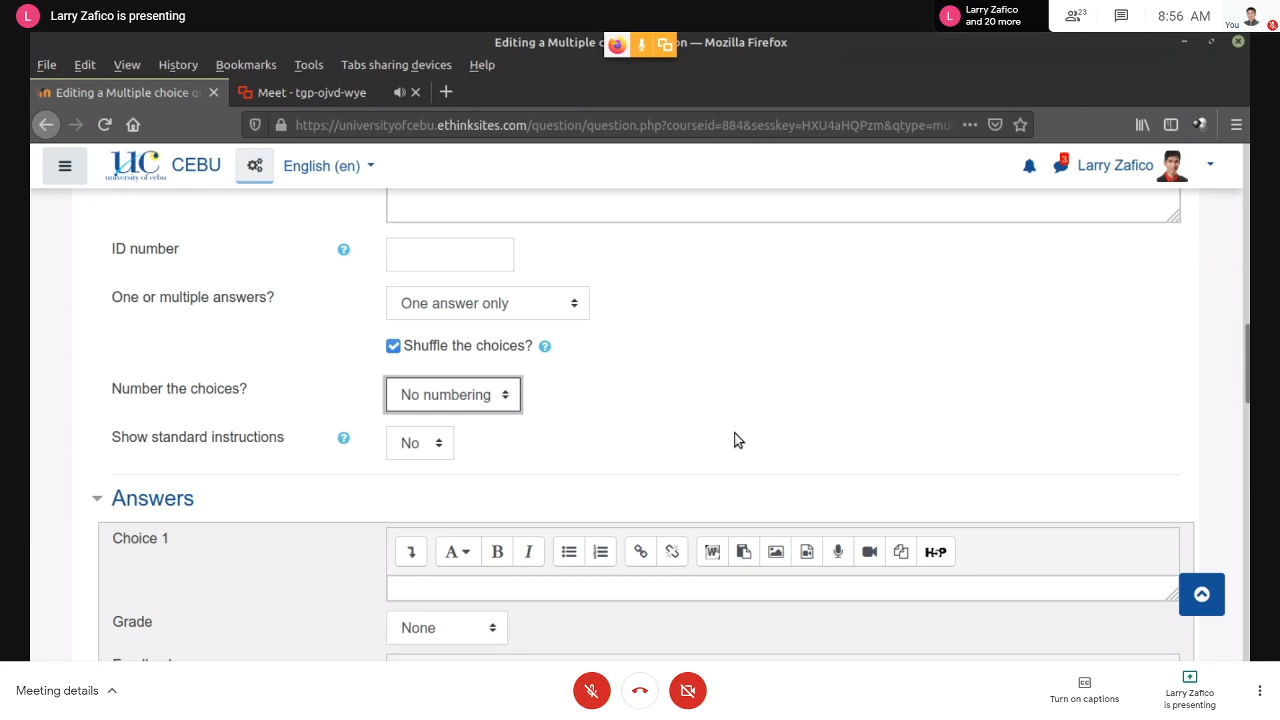 L Larry Zafico is presenting
L Larry Zafico
and 20 more
23
8:56 AM
You
Editing a Multiple c
n — Mozilla Firefox
File Edit View History Bookmarks Tools Tabs sharing devices Help
Editing a Multiple choice qu
Meet - tgp-ojvd-wye
https://universityofcebu.ethinksites.com/question/question.php?courseid=884&sesskey=HXU4aHQPzm&qtype=mu
UC
university of cebu
CEBU
English (en)
3
Larry Zafico
ID number
One or multiple answers?
One answer only
Shuffle the choices?
Number the choices?
No numbering
Show standard instructions
No
Answers
Choice 1
A B I
H5P
Grade
None
Meeting details
Turn on captions
Larry Zafico
is presenting